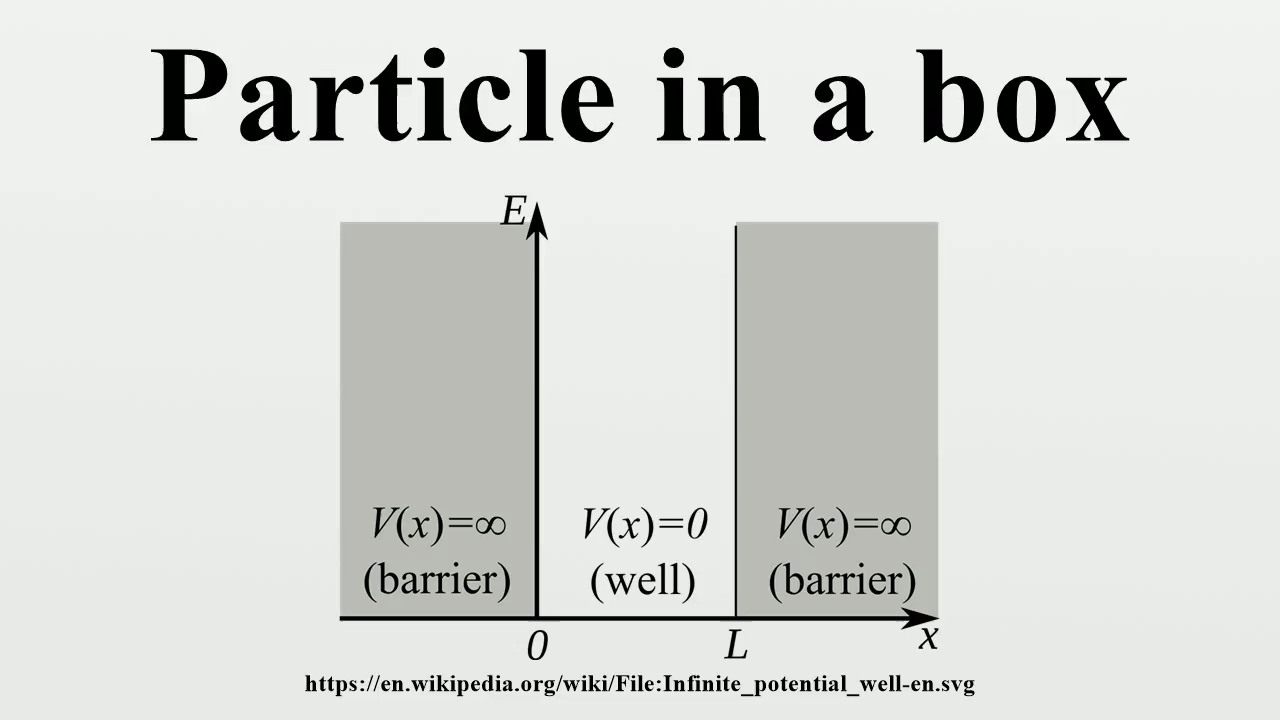 Particle in a box
E
V(x)=∞ V(x)=0 V(x)=∞
(barrier) (well) (barrier)
0 L x
https://en.wikipedia.org/wiki/File:Infinite_potential_well-en.svg